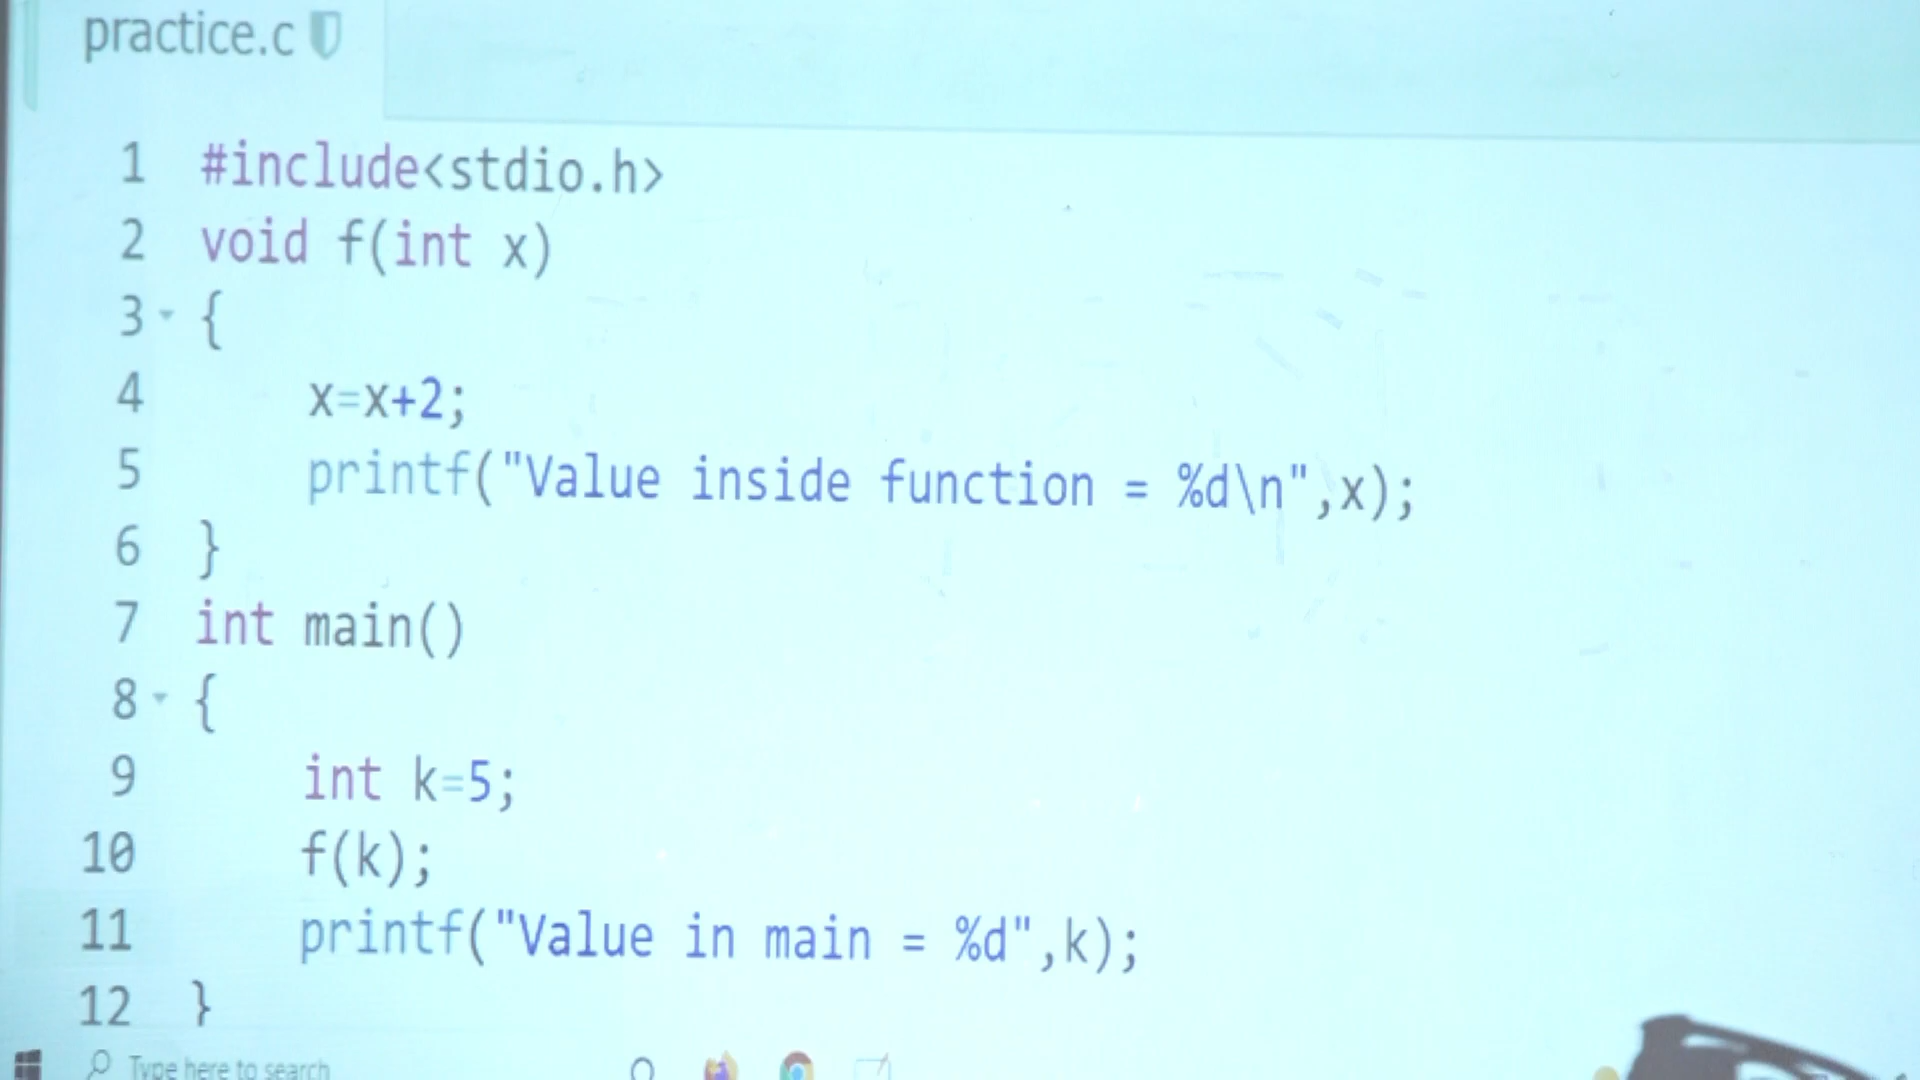 practice.c
1 #include<stdio.h>
2 void f(int x)
3 {
4 x=x+2;
5 printf("Value inside function = %d\n",x);
6 }
7 int main()
8 {
9 int k=5;
10 f(k);
11 printf("Value in main = %d",k);
12 }
Type here to search